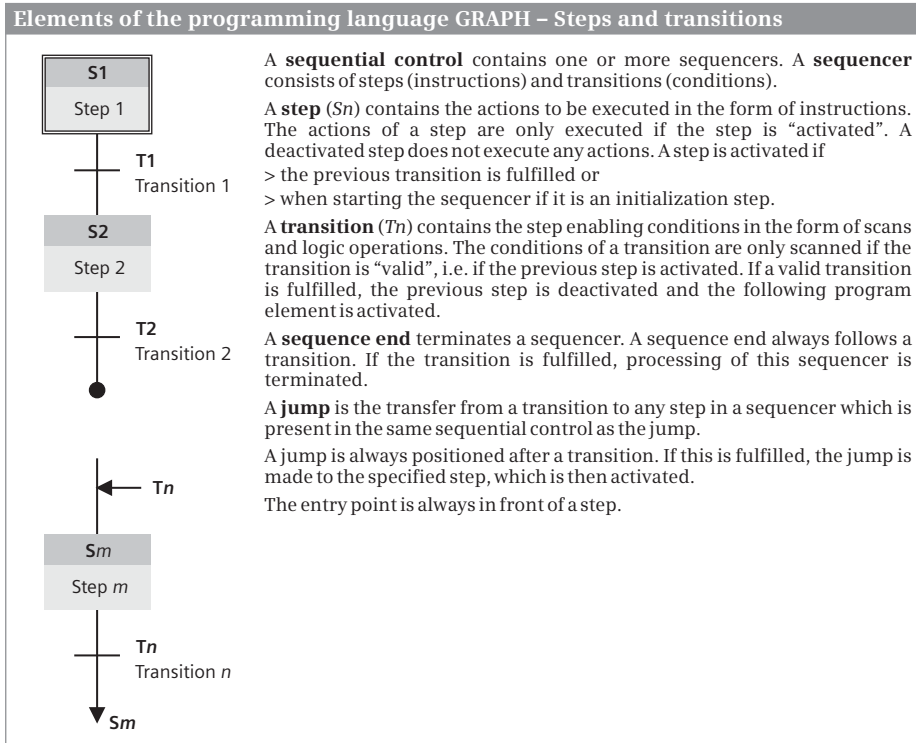 Elements of the programming language GRAPH – Steps and transitions
S1
Step 1
T1
Transition 1
S2
Step 2
T2
Transition 2
Tn
Sm
Step m
Tn
Transition n
Sm
A sequential control contains one or more sequencers. A sequencer
consists of steps (instructions) and transitions (conditions).
A step (Sn) contains the actions to be executed in the form of instructions.
The actions of a step are only executed if the step is “activated”. A
deactivated step does not execute any actions. A step is activated if
> the previous transition is fulfilled or
> when starting the sequencer if it is an initialization step.
A transition (Tn) contains the step enabling conditions in the form of scans
and logic operations. The conditions of a transition are only scanned if the
transition is “valid”, i.e. if the previous step is activated. If a valid transition
is fulfilled, the previous step is deactivated and the following program
element is activated.
A sequence end terminates a sequencer. A sequence end always follows a
transition. If the transition is fulfilled, processing of this sequencer is
terminated.
A jump is the transfer from a transition to any step in a sequencer which is
present in the same sequential control as the jump.
A jump is always positioned after a transition. If this is fulfilled, the jump is
made to the specified step, which is then activated.
The entry point is always in front of a step.